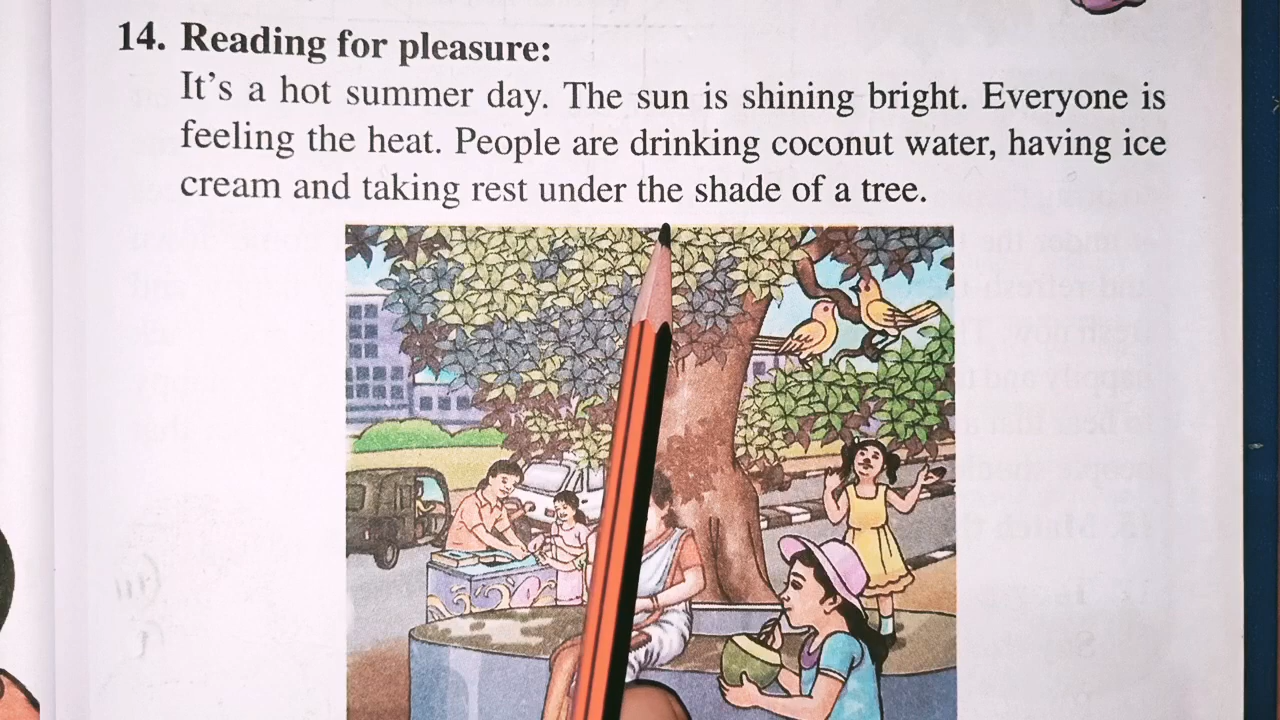 14. Reading for pleasure:
It's a hot summer day. The sun is shining bright. Everyone is
feeling the heat. People are drinking coconut water, having ice
cream and taking rest under the shade of a tree.